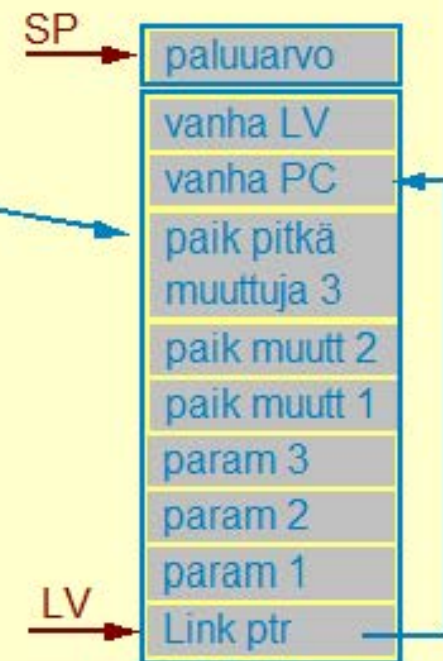 SP
paluuarvo
vanha LV
vanha PC
paik pitkä
muuttuja 3
paik muutt 2
paik muutt 1
param 3
param 2
param 1
LV
Link ptr